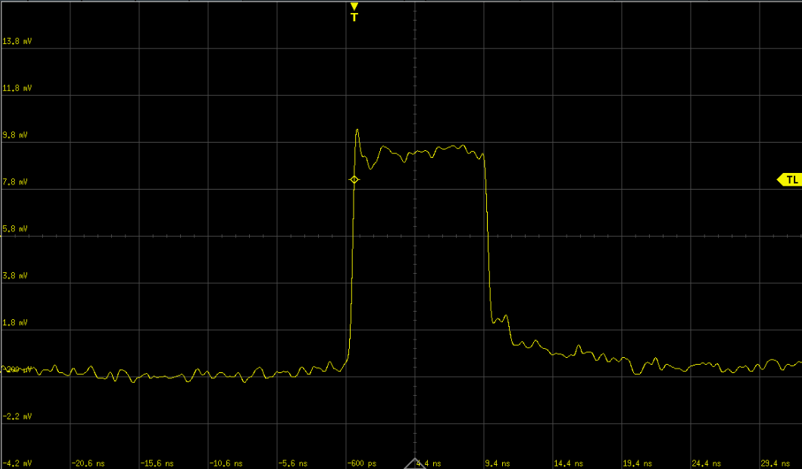 T
13.8 mV
11.8 mV
9.8 mV
7.8 mV
TL
5.8 mV
3.8 mV
1.8 mV
-2.2 mV
-4.2 mV
-20.6 ns
-15.6 ns
-10.6 ns
-5.6 ns
-600 ps
4.4 ns
9.4 ns
14.4 ns
19.4 ns
24.4 ns
29.4 ns